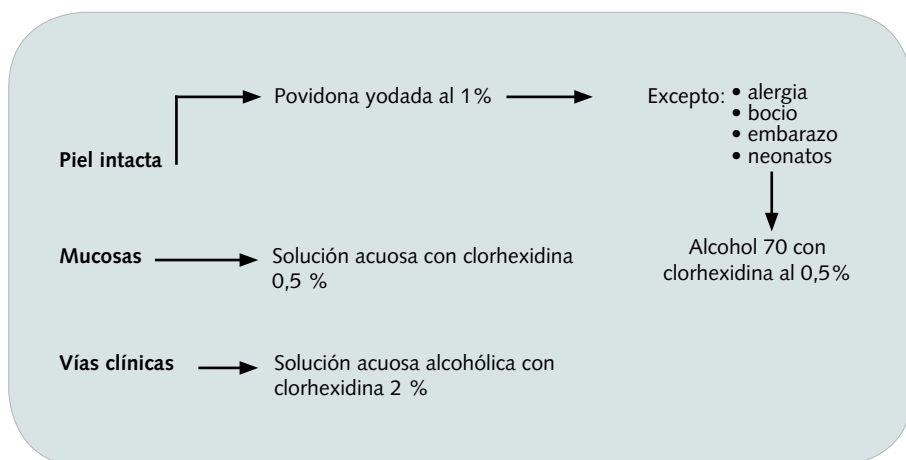 Povidona yodada al 1%
Excepto: • alergia
• bocio
• embarazo
• neonatos
Piel intacta
Alcohol 70 con
clorhexidina al 0,5%
Mucosas
Solución acuosa con clorhexidina
0,5 %
Vías clínicas
Solución acuosa alcohólica con
clorhexidina 2 %